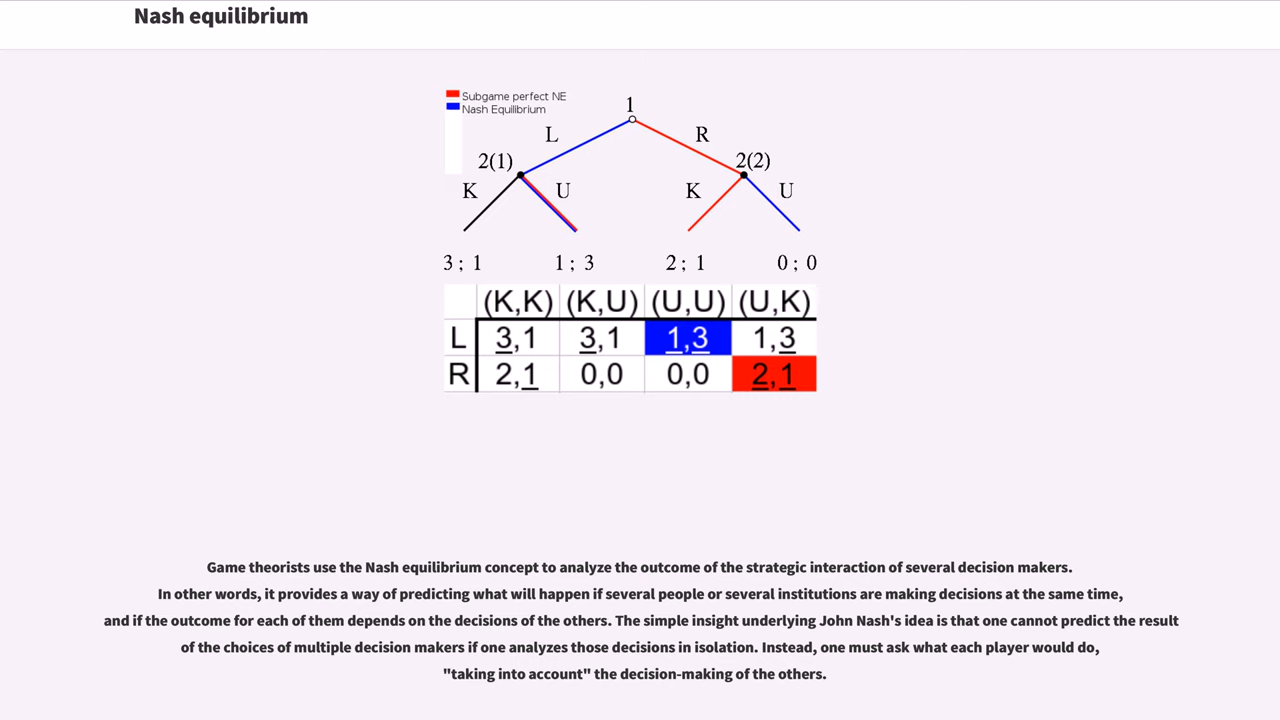 Nash equilibrium
Subgame perfect NE
Nash Equilibrium
1
L
R
2(1)
2(2)
K
U
K
U
3 ; 1
1 ; 3
2 ; 1
0 ; 0
(K,K) (K,U) (U,U) (U,K)
L 3,1 3,1 1,3 1,3
R 2,1 0,0 0,0 2,1
Game theorists use the Nash equilibrium concept to analyze the outcome of the strategic interaction of several decision makers.
In other words, it provides a way of predicting what will happen if several people or several institutions are making decisions at the same time,
and if the outcome for each of them depends on the decisions of the others. The simple insight underlying John Nash's idea is that one cannot predict the result
of the choices of multiple decision makers if one analyzes those decisions in isolation. Instead, one must ask what each player would do,
"taking into account" the decision-making of the others.